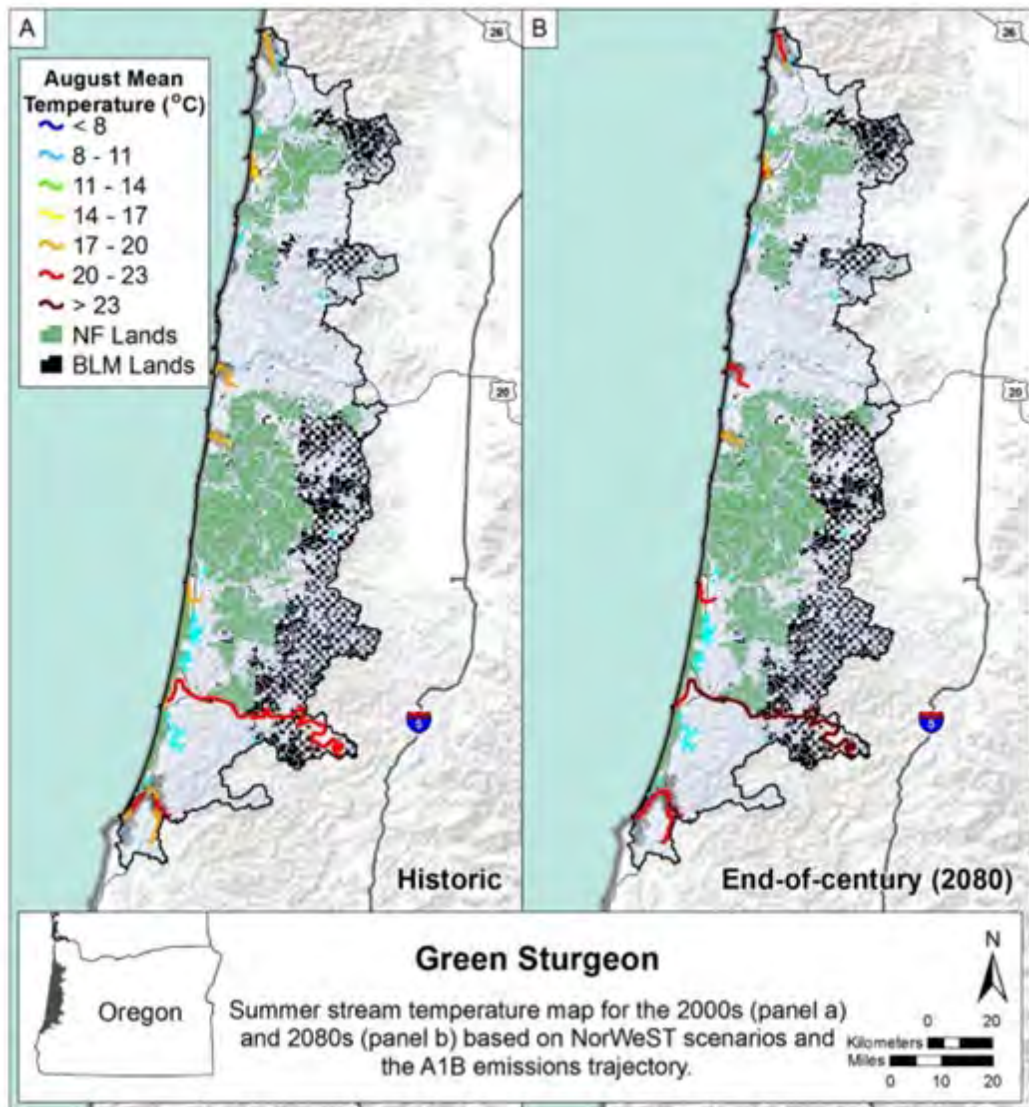 A
B
26
26
August Mean
Temperature (°C)
< 8
8 - 11
11 - 14
14 - 17
17 - 20
20 - 23
> 23
NF Lands
BLM Lands
20
20
5
5
Historic
End-of-century (2080)
Oregon
Green Sturgeon
Summer stream temperature map for the 2000s (panel a)
and 2080s (panel b) based on NorWeST scenarios and
the A1B emissions trajectory.
N
0 20
Kilometers
Miles
0 10 20